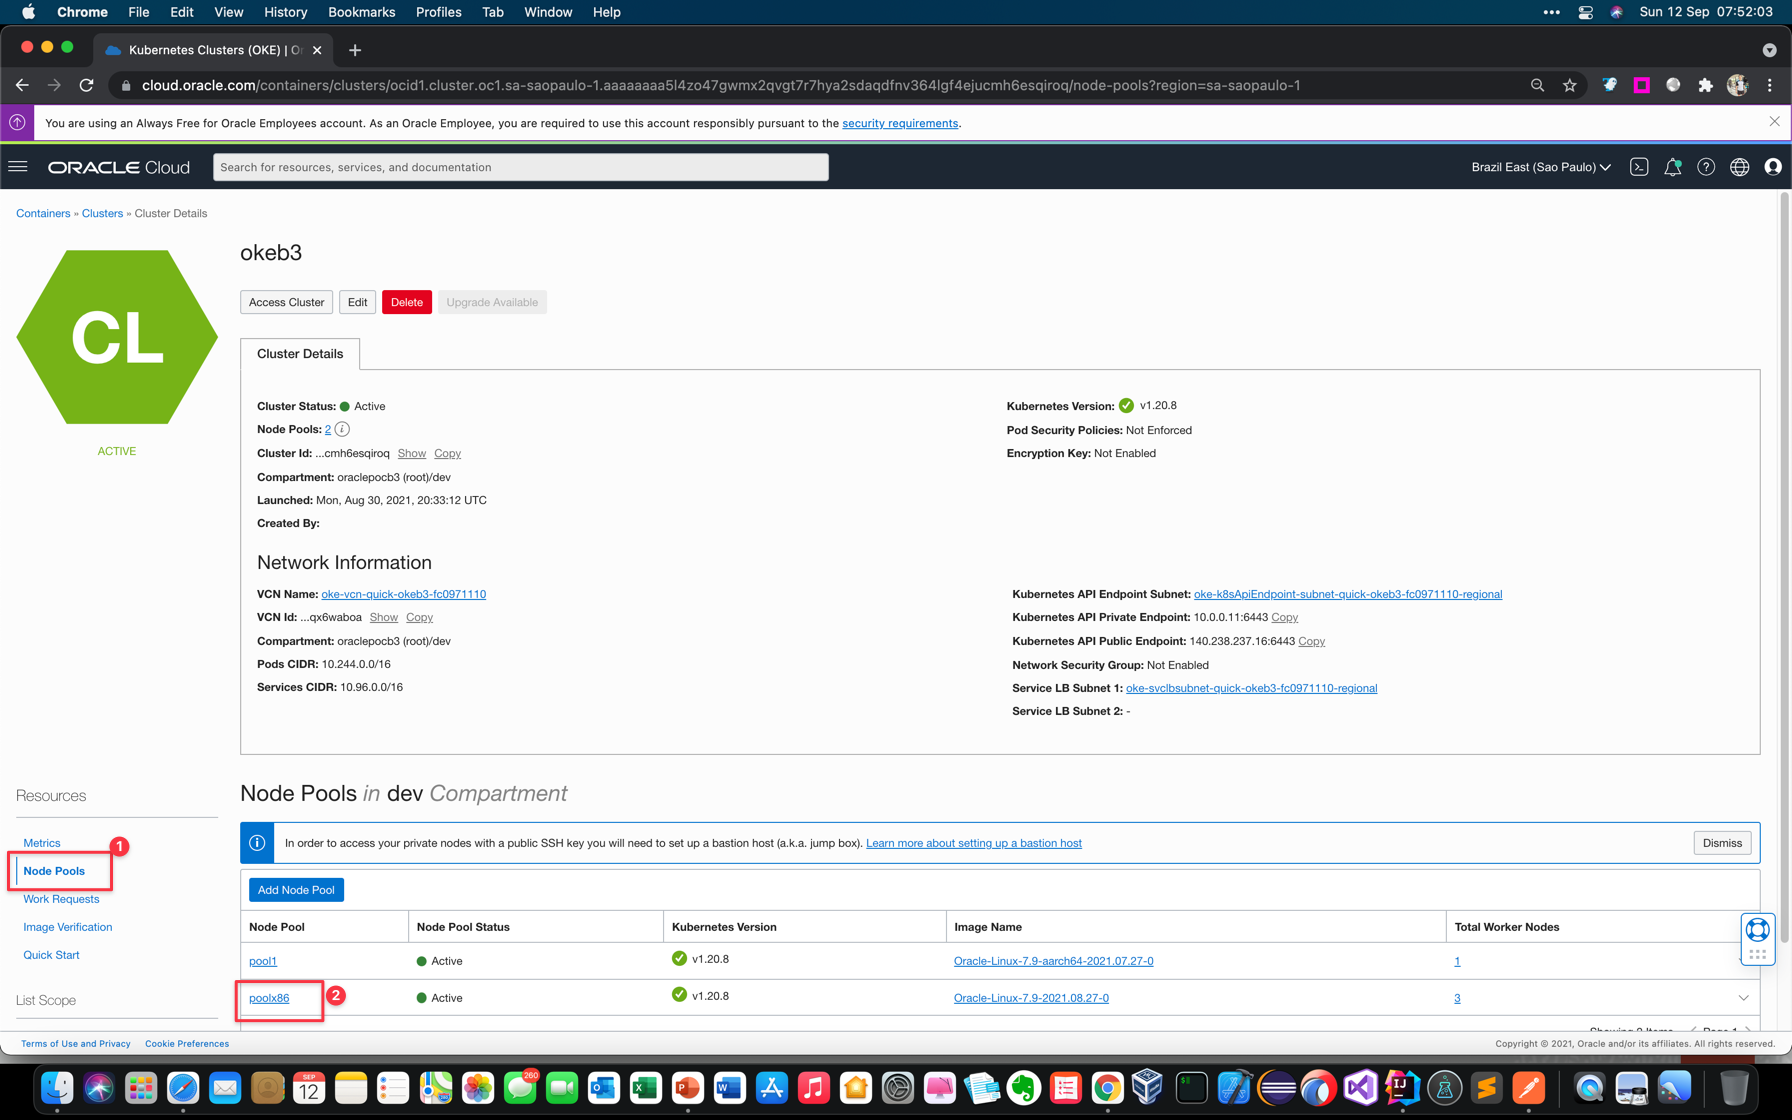 Chrome File Edit View History Bookmarks Profiles Tab Window Help
Sun 12 Sep 07:52:03
Kubernetes Clusters (OKE) | O
cloud.oracle.com/containers/clusters/ocid1.cluster.oc1.sa-saopaulo-1.aaaaaaaa5l4zo47gwmx2qvgt7r7hya2sdaqdfnv364lgf4ejucmh6esqiroq/node-pools?region=sa-saopaulo-1
You are using an Always Free for Oracle Employees account. As an Oracle Employee, you are required to use this account responsibly pursuant to the security requirements.
ORACLE Cloud
Search for resources, services, and documentation
Brazil East (Sao Paulo)
Containers » Clusters » Cluster Details
CL
ACTIVE
okeb3
Access Cluster Edit Delete Upgrade Available
Cluster Details
Cluster Status: Active
Node Pools: 2
Cluster Id: ...cmh6esqiroq Show Copy
Compartment: oraclepocb3 (root)/dev
Launched: Mon, Aug 30, 2021, 20:33:12 UTC
Created By:
Kubernetes Version: v1.20.8
Pod Security Policies: Not Enforced
Encryption Key: Not Enabled
Network Information
VCN Name: oke-vcn-quick-okeb3-fc0971110
VCN Id: ...qx6waboa Show Copy
Compartment: oraclepocb3 (root)/dev
Pods CIDR: 10.244.0.0/16
Services CIDR: 10.96.0.0/16
Kubernetes API Endpoint Subnet: oke-k8sApiEndpoint-subnet-quick-okeb3-fc0971110-regional
Kubernetes API Private Endpoint: 10.0.0.11:6443 Copy
Kubernetes API Public Endpoint: 140.238.237.16:6443 Copy
Network Security Group: Not Enabled
Service LB Subnet 1: oke-svclbsubnet-quick-okeb3-fc0971110-regional
Service LB Subnet 2: -
Resources
Metrics
1
Node Pools
Work Requests
Image Verification
Quick Start
List Scope
Node Pools in dev Compartment
In order to access your private nodes with a public SSH key you will need to set up a bastion host (a.k.a. jump box). Learn more about setting up a bastion host
Dismiss
Add Node Pool
Node Pool Node Pool Status Kubernetes Version Image Name Total Worker Nodes
pool1 Active v1.20.8 Oracle-Linux-7.9-aarch64-2021.07.27-0 1
poolx86 2 Active v1.20.8 Oracle-Linux-7.9-2021.08.27-0 3
Terms of Use and Privacy Cookie Preferences
Copyright © 2021, Oracle and/or its affiliates. All rights reserved.
SEP
12
260